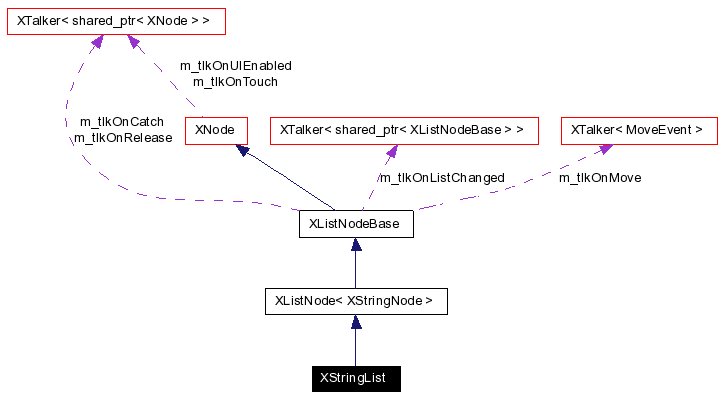 XTalker< shared_ptr< XNode > >
m_tlkOnUIEnabled
m_tlkOnTouch
m_tlkOnCatch
m_tlkOnRelease
XNode
XTalker< shared_ptr< XListNodeBase > >
XTalker< MoveEvent >
m_tlkOnListChanged
m_tlkOnMove
XListNodeBase
XListNode< XStringNode >
XStringList